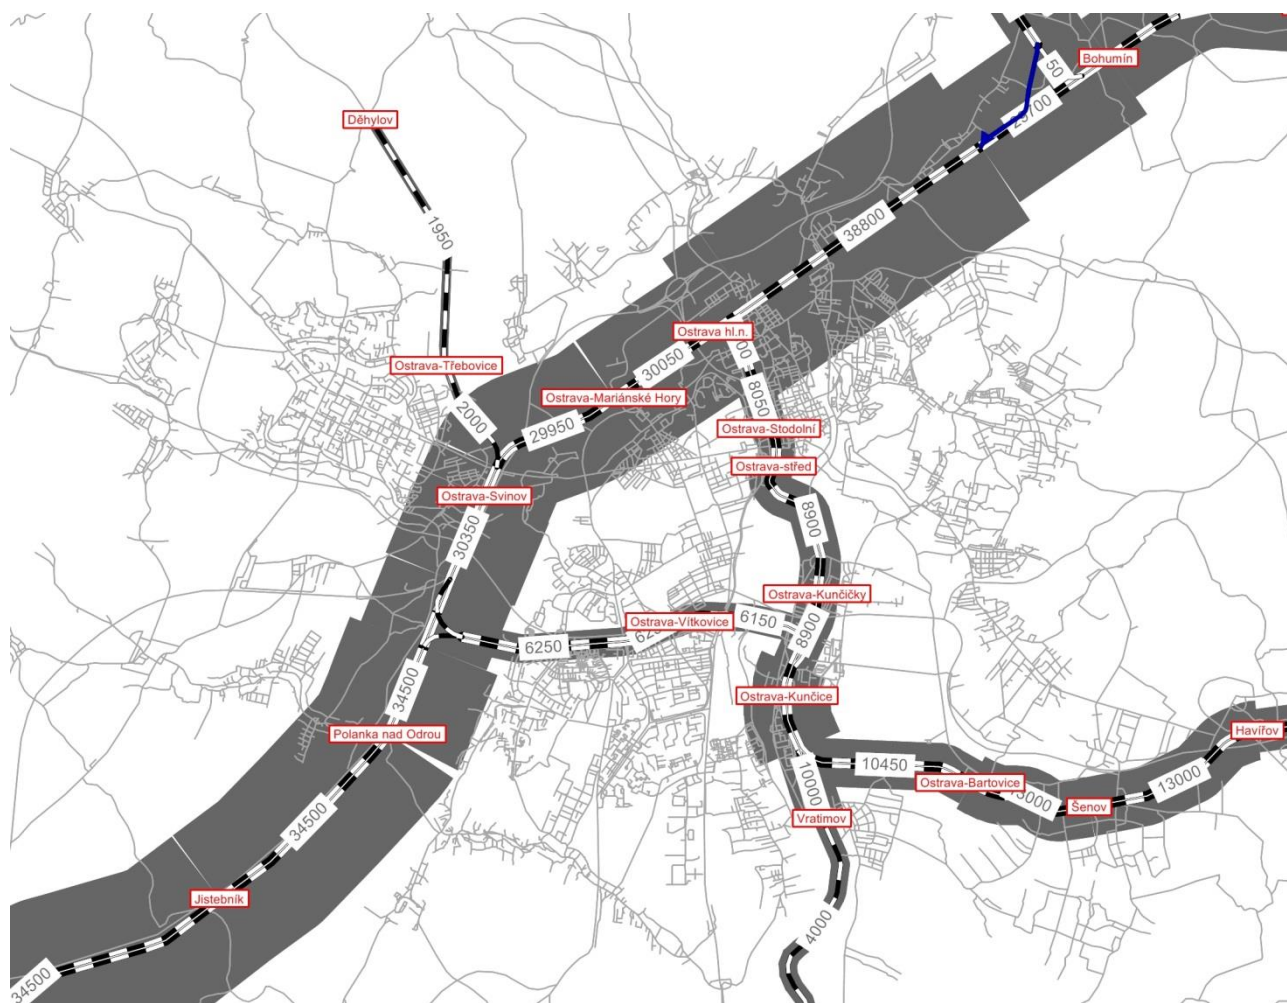 Bohumín
50
Děhylov
1950
38800
Ostrava hl.n.
30050
Ostrava-Třebovice
8050
Ostrava-Mariánské Hory
2000
29950
Ostrava-Stodolní
Ostrava-střed
Ostrava-Svinov
8900
30350
Ostrava-Kunčičky
Ostrava-Vítkovice
6150
8900
6250
34500
Ostrava-Kunčice
Polanka nad Odrou
Havířov
10450
10000
Ostrava-Bartovice
13000
13000
Šenov
34500
Vratimov
Jistebník
4000
34500